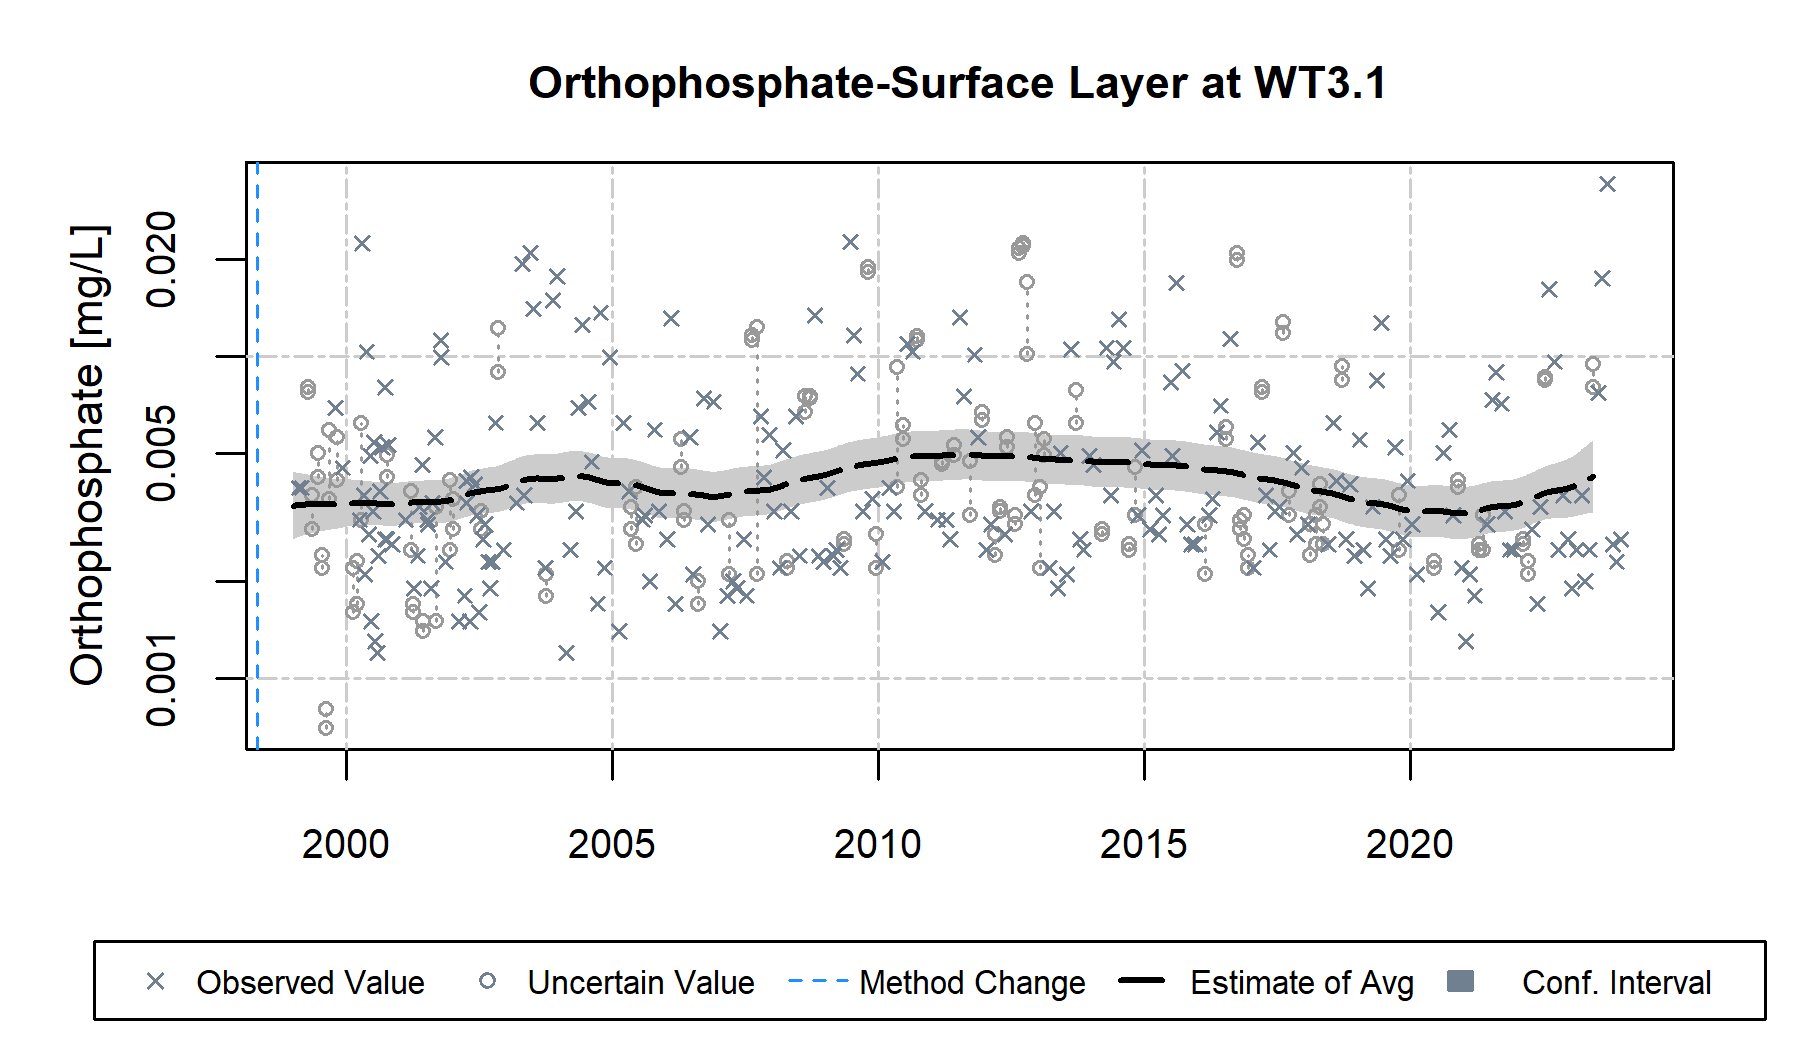 Orthophosphate-Surface Layer at WT3.1
Orthophosphate [mg/L]
0.020
0.005
0.001
2000 2005 2010 2015 2020
Observed Value Uncertain Value Method Change Estimate of Avg Conf. Interval